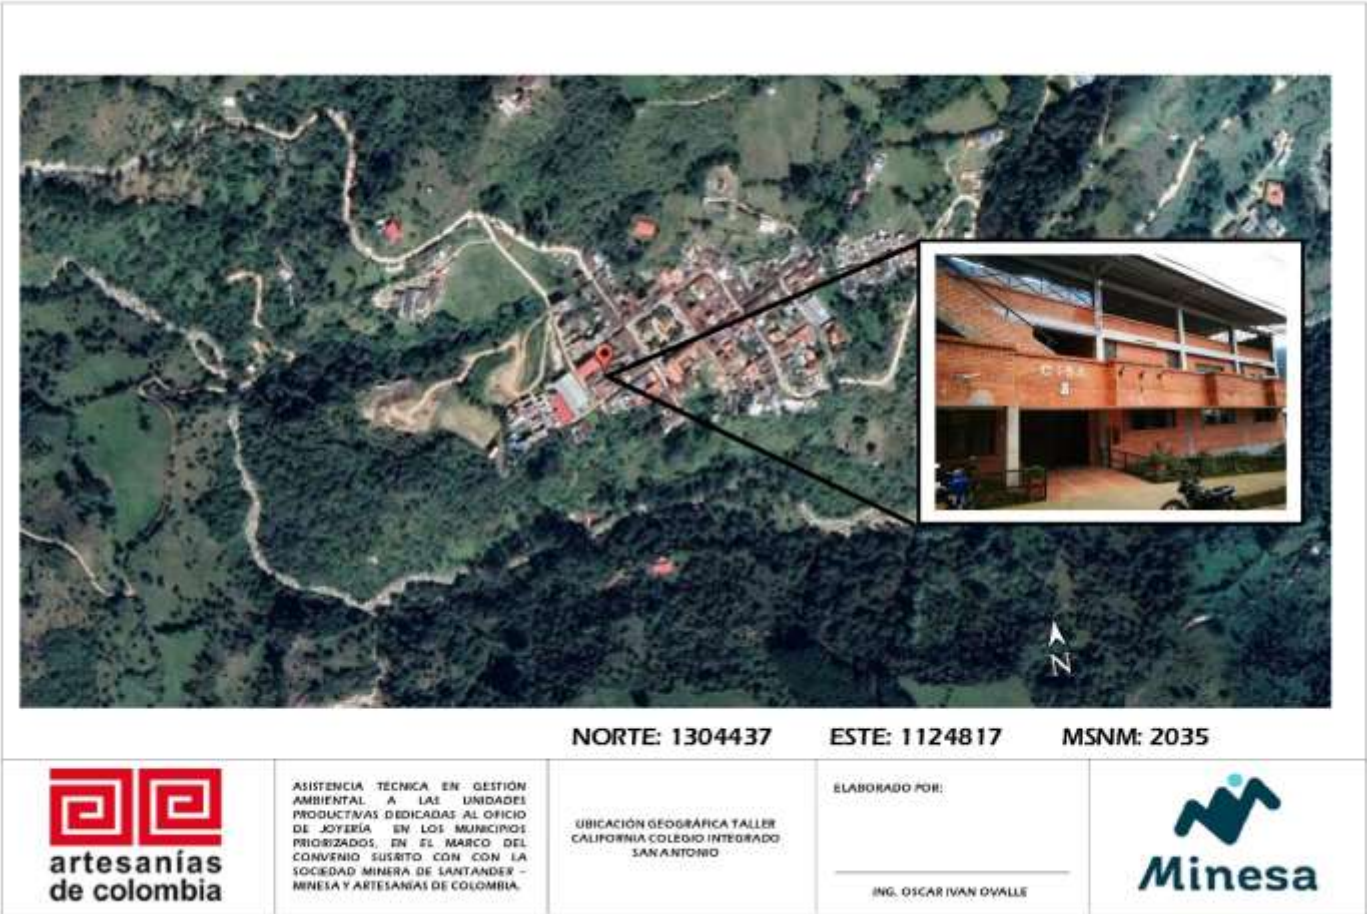 C I S A
N
NORTE: 1304437 ESTE: 1124817 MSNM: 2035
artesanías
de colombia
ASISTENCIA TÉCNICA EN GESTIÓN
AMBIENTAL A LAS UNIDADES
PRODUCTIVAS DEDICADAS AL OFICIO
DE JOYERÍA EN LOS MUNICIPIOS
PRIORIZADOS, EN EL MARCO DEL
CONVENIO SUSRITO CON CON LA
SOCIEDAD MINERA DE SANTANDER –
MINESA Y ARTESANÍAS DE COLOMBIA.
UBICACIÓN GEOGRÁFICA TALLER
CALIFORNIA COLEGIO INTEGRADO
SAN ANTONIO
ELABORADO POR:
ING. OSCAR IVAN OVALLE
Minesa